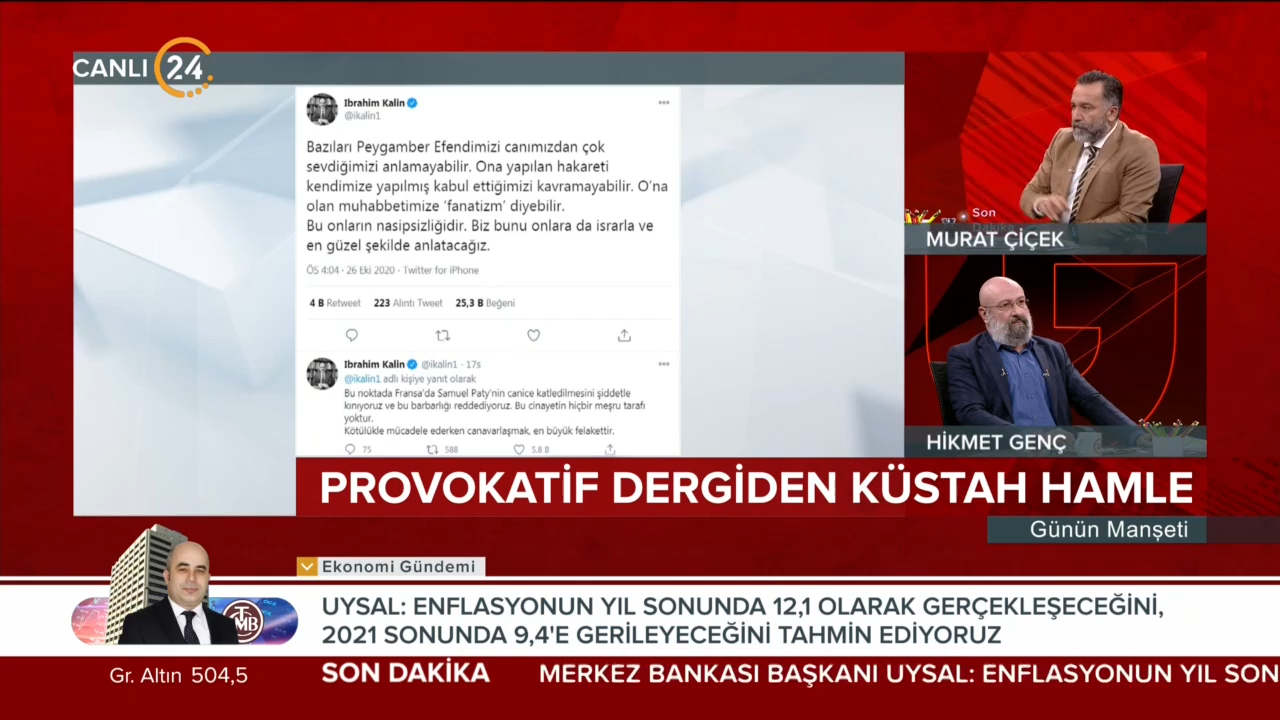 CANLI 24
Ibrahim Kalin
@ikalin1
Bazıları Peygamber Efendimizi canımızdan çok
sevdiğimizi anlamayabilir. Ona yapılan hakareti
kendimize yapılmış kabul ettiğimizi kavramayabilir. O'na
olan muhabbetimize ‘fanatizm’ diyebilir.
Bu onların nasipsizliğidir. Biz bunu onlara da israrla ve
en güzel şekilde anlatacağız.
ÖS 4:04 · 26 Eki 2020 · Twitter for iPhone
4 B Retweet 223 Alıntı Tweet 25,3 B Beğeni
Ibrahim Kalin @ikalin1 · 17s
@ikalin1 adlı kişiye yanıt olarak
Bu noktada Fransa'da Samuel Paty'nin canice katledilmesini şiddetle
kınıyoruz ve bu barbarlığı reddediyoruz. Bu cinayetin hiçbir meşru tarafı
yoktur.
Kötülükle mücadele ederken canavarlaşmak, en büyük felakettir.
75 588 5.8 B
Son
Dakika
MURAT ÇİÇEK
HİKMET GENÇ
PROVOKATİF DERGİDEN KÜSTAH HAMLE
Günün Manşeti
Ekonomi Gündemi
TCMB
UYSAL: ENFLASYONUN YIL SONUNDA 12,1 OLARAK GERÇEKLEŞECEĞİNİ,
2021 SONUNDA 9,4'E GERİLEYECEĞİNİ TAHMİN EDİYORUZ
Gr. Altın 504,5
SON DAKİKA
MERKEZ BANKASI BAŞKANI UYSAL: ENFLASYONUN YIL SON